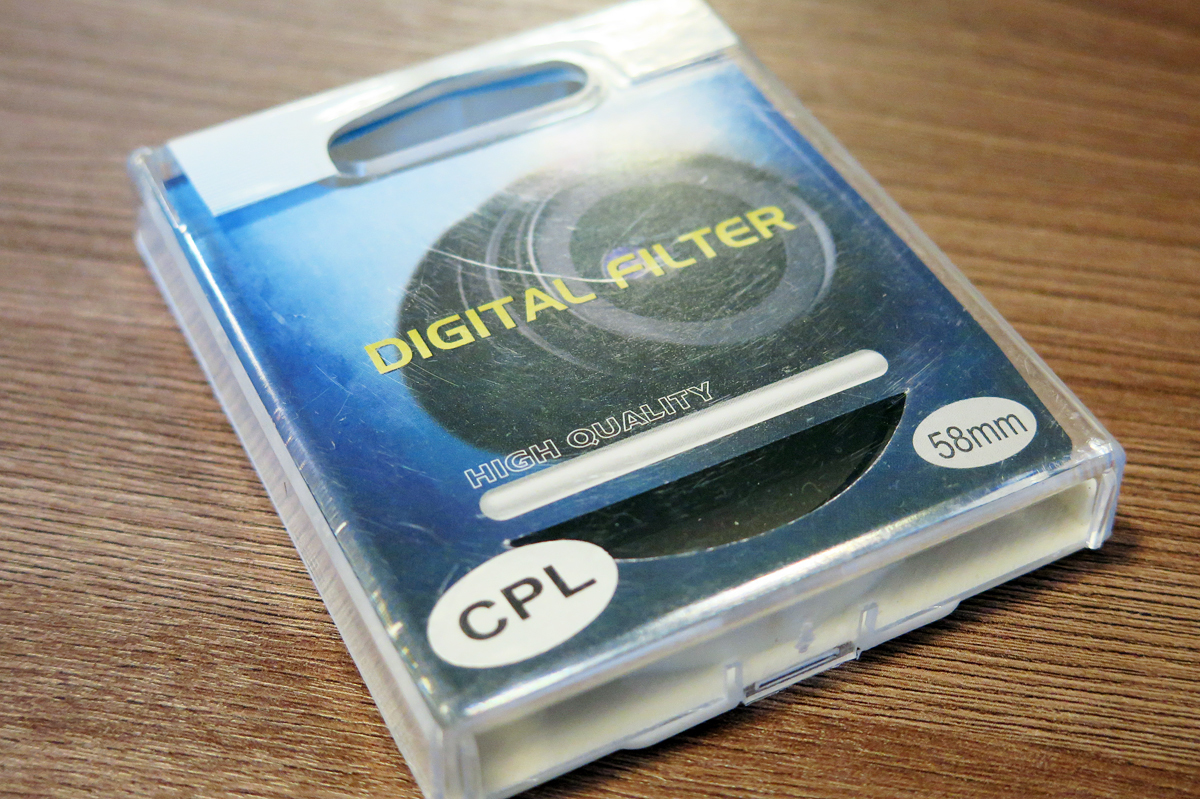 DIGITAL FILTER
HIGH QUALITY
58mm
CPL